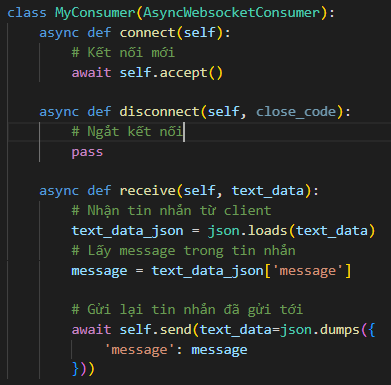 class MyConsumer(AsyncWebsocketConsumer):
    async def connect(self):
        # Kết nối mới
        await self.accept()

    async def disconnect(self, close_code):
        # Ngắt kết nối
        pass

    async def receive(self, text_data):
        # Nhận tin nhắn từ client
        text_data_json = json.loads(text_data)
        # Lấy message trong tin nhắn
        message = text_data_json['message']

        # Gửi lại tin nhắn đã gửi tới
        await self.send(text_data=json.dumps({
            'message': message
        }))